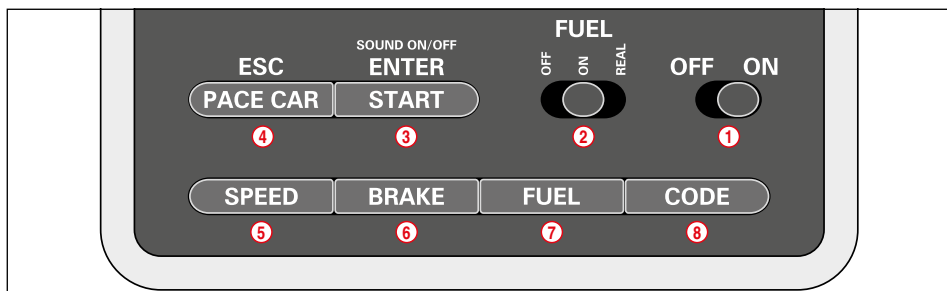 FUEL
SOUND ON/OFF
ESC ENTER OFF ON REAL OFF ON
PACE CAR START
4 3 2 1
SPEED BRAKE FUEL CODE
5 6 7 8